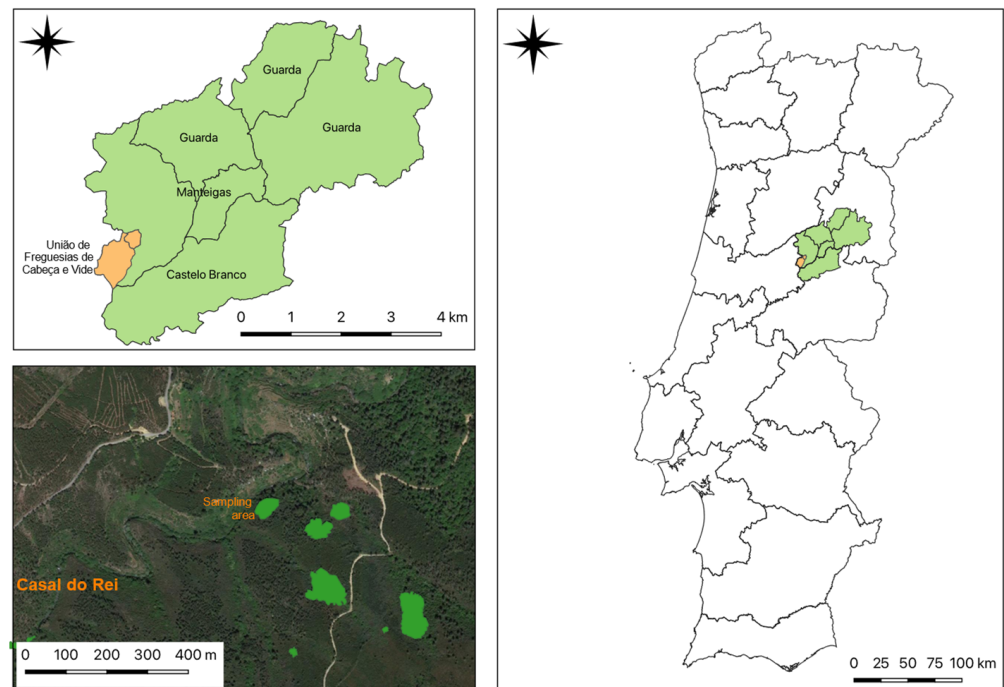 Guarda
Guarda
Guarda
Manteigas
União de
Freguesias de
Cabeça e Vide
Castelo Branco
0 1 2 3 4 km
Sampling
area
Casal do Rei
0 100 200 300 400 m
0 25 50 75 100 km